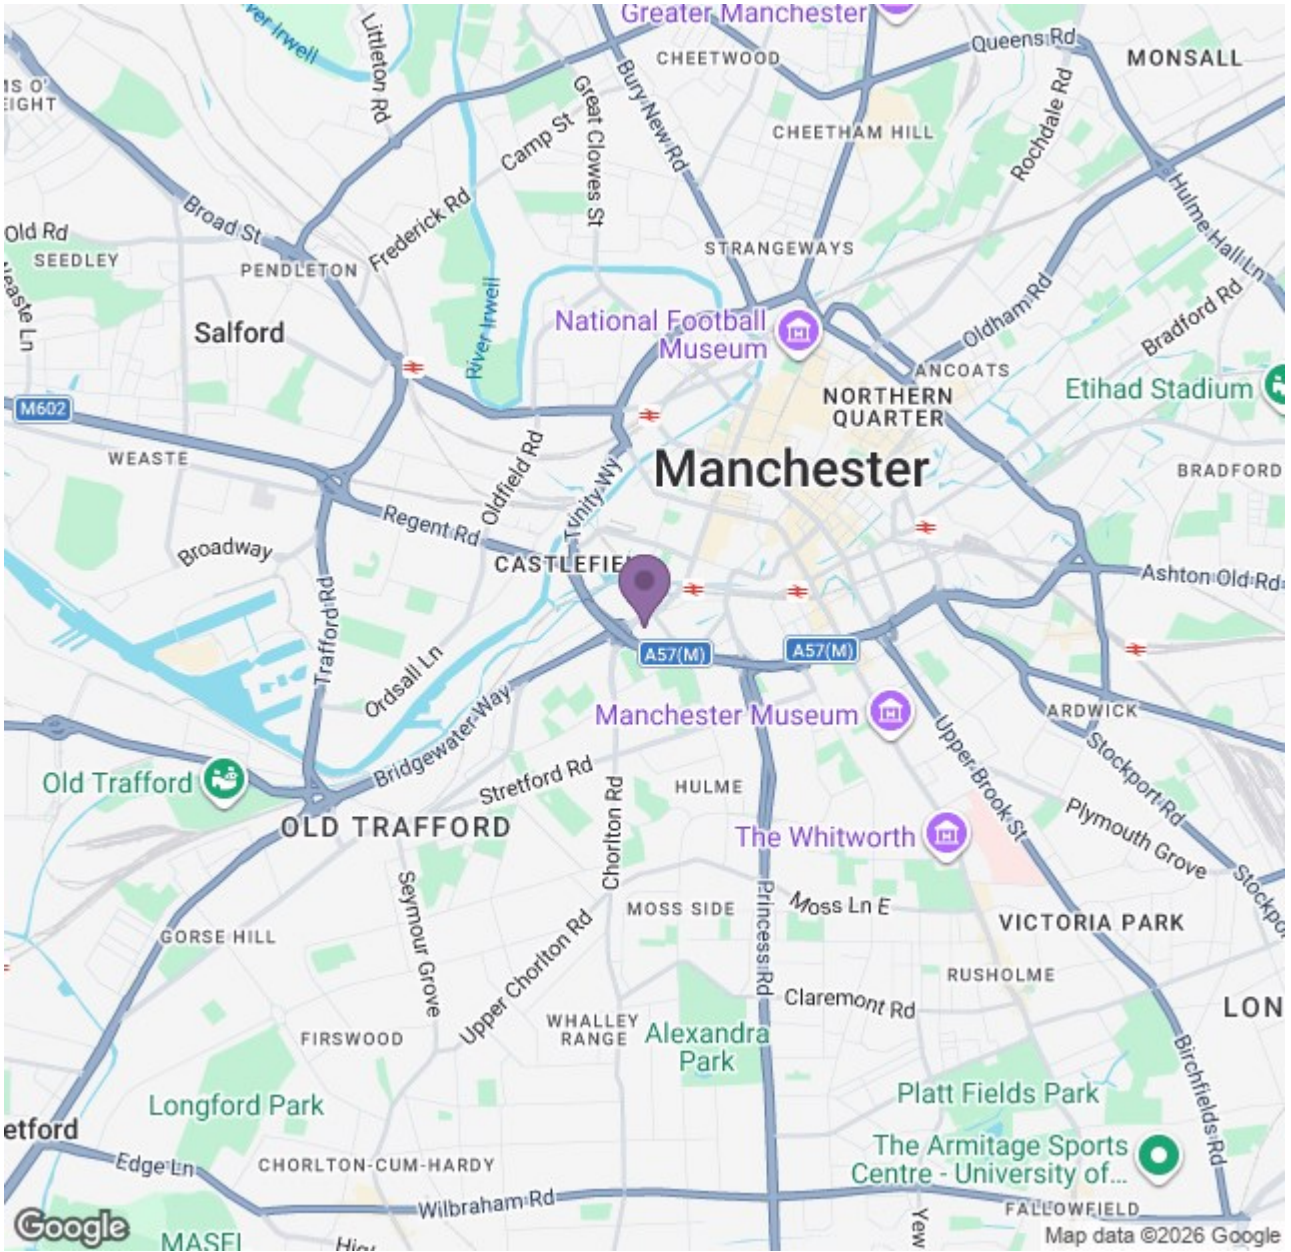 Greater Manchester
CHEETWOOD
Queens Rd
MONSALL
Littleton Rd
Bury New Rd
Great Clowes St
Camp St
CHEETHAM HILL
Rochdale Rd
Hulme Hall Ln
Broad St
Frederick Rd
Old Rd
SEEDLEY
PENDLETON
STRANGEWAYS
River Irwell
Salford
National Football
Museum
Oldham Rd
Bradford Rd
ANCOATS
Etihad Stadium
NORTHERN
QUARTER
M602
WEASTE
Oldfield Rd
Trinity Wy
Manchester
BRADFORD
Regent Rd
Broadway
CASTLEFIE
Ashton Old Rd
Trafford Rd
Ordsall Ln
A57(M)
A57(M)
Bridgewater Way
Manchester Museum
ARDWICK
Upper Brook St
Stockport Rd
Old Trafford
Stretford Rd
HULME
Chorlton Rd
OLD TRAFFORD
The Whitworth
Plymouth Grove
Stockpor
Seymour Grove
Princess Rd
MOSS SIDE
Moss Ln E
VICTORIA PARK
GORSE HILL
Upper Chorlton Rd
RUSHOLME
Claremont Rd
LON
FIRSWOOD
WHALLEY
RANGE
Alexandra
Park
Birchfields Rd
Longford Park
Platt Fields Park
etford
Edge Ln
CHORLTON-CUM-HARDY
The Armitage Sports
Centre - University of...
Wilbraham Rd
FALLOWFIELD
Yew
Google
Map data ©2026 Google